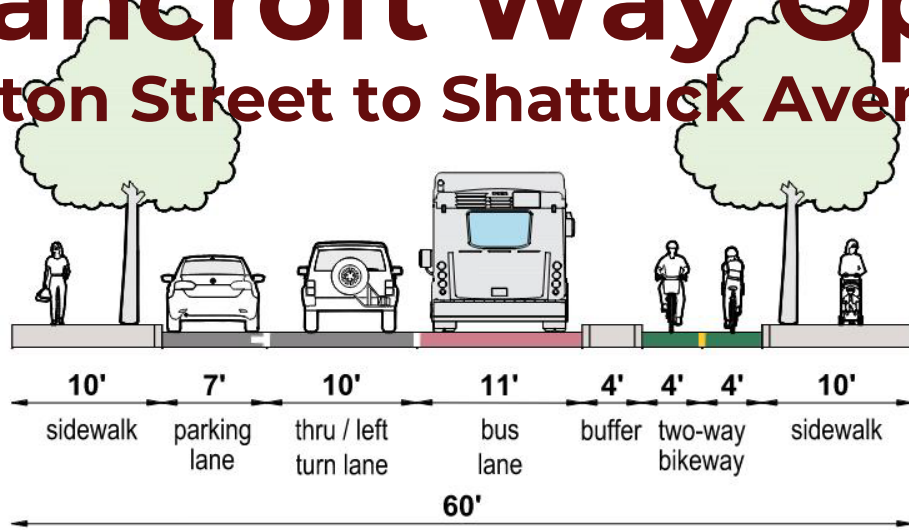 ancroft Way Op
ton Street to Shattuck Aven
10' 7' 10' 11' 4' 4' 4' 10'
sidewalk parking thru / left bus buffer two-way sidewalk
lane turn lane lane bikeway
60'